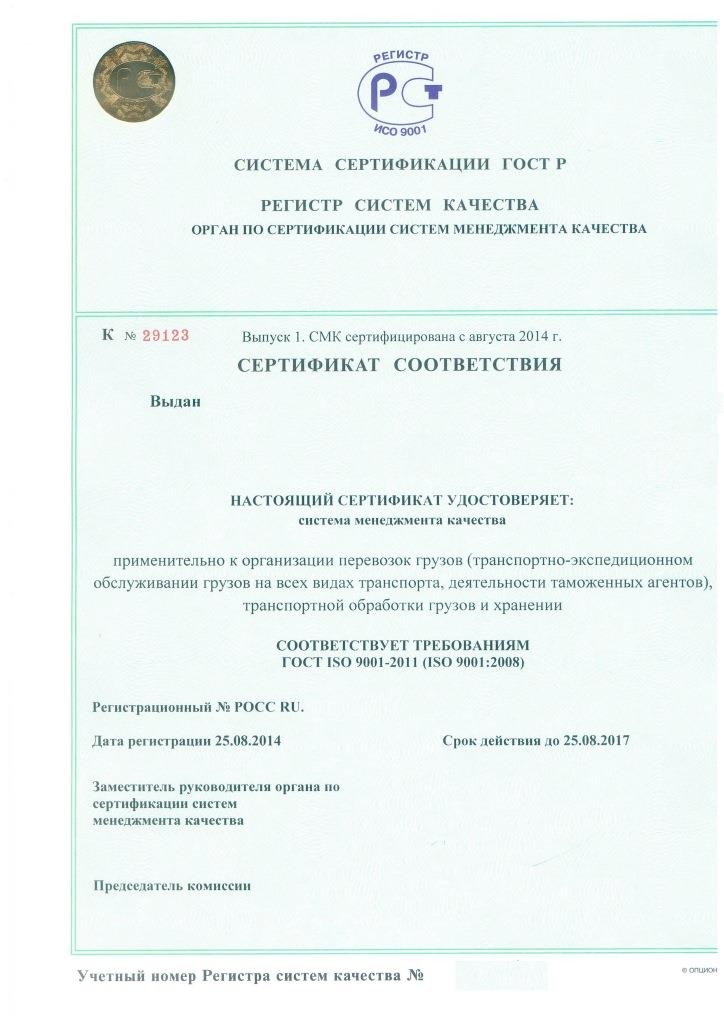 РСТ
РЕГИСТР
РСТ
ИСО 9001
СИСТЕМА СЕРТИФИКАЦИИ ГОСТ Р
РЕГИСТР СИСТЕМ КАЧЕСТВА
ОРГАН ПО СЕРТИФИКАЦИИ СИСТЕМ МЕНЕДЖМЕНТА КАЧЕСТВА
К № 29123 Выпуск 1. СМК сертифицирована с августа 2014 г.
СЕРТИФИКАТ СООТВЕТСТВИЯ
Выдан
НАСТОЯЩИЙ СЕРТИФИКАТ УДОСТОВЕРЯЕТ:
система менеджмента качества
применительно к организации перевозок грузов (транспортно-экспедиционном
обслуживании грузов на всех видах транспорта, деятельности таможенных агентов),
транспортной обработки грузов и хранении
СООТВЕТСТВУЕТ ТРЕБОВАНИЯМ
ГОСТ ISO 9001-2011 (ISO 9001:2008)
Регистрационный № РОСС RU.
Дата регистрации 25.08.2014 Срок действия до 25.08.2017
Заместитель руководителя органа по
сертификации систем
менеджмента качества
Председатель комиссии
Учетный номер Регистра систем качества №
© ОПЦИОН